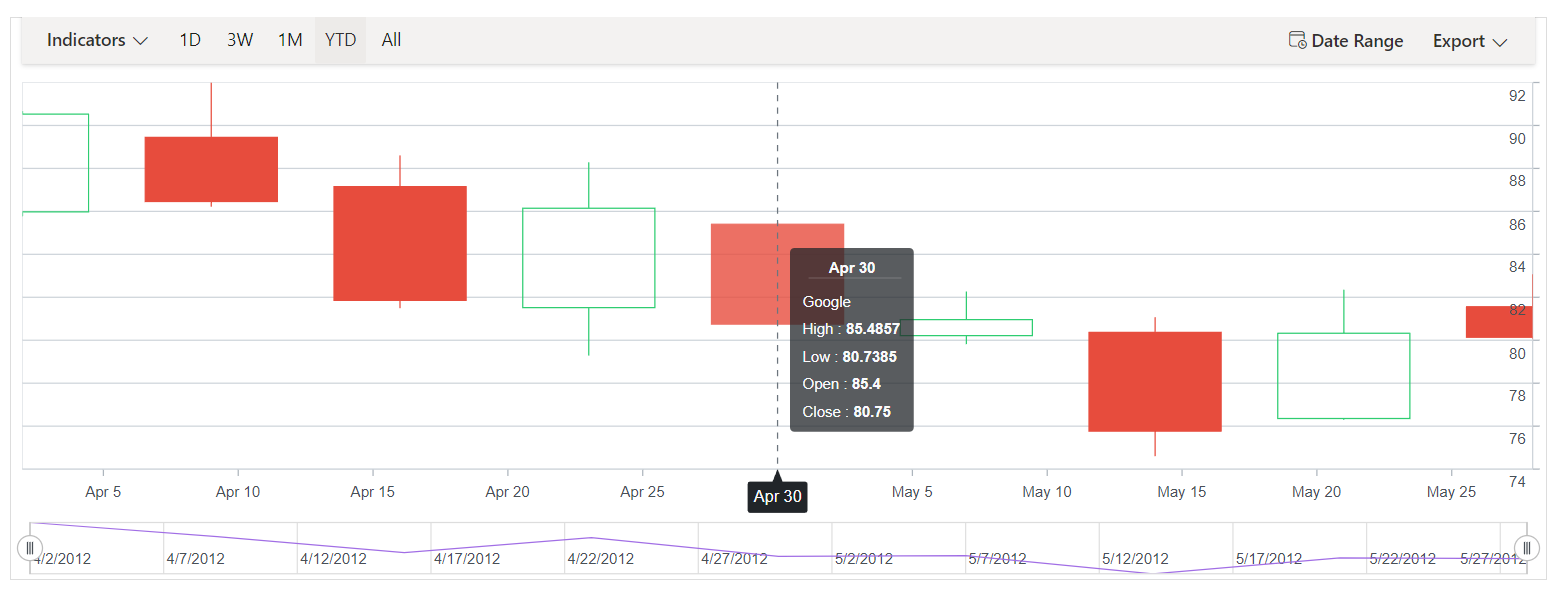 Indicators 1D 3W 1M YTD All Date Range Export
92
90
88
86
84
82
80
78
76
74
Apr 30
Google
High : 85.4857
Low : 80.7385
Open : 85.4
Close : 80.75
Apr 5 Apr 10 Apr 15 Apr 20 Apr 25 Apr 30 May 5 May 10 May 15 May 20 May 25
4/2/2012 4/7/2012 4/12/2012 4/17/2012 4/22/2012 4/27/2012 5/2/2012 5/7/2012 5/12/2012 5/17/2012 5/22/2012 5/27/2012